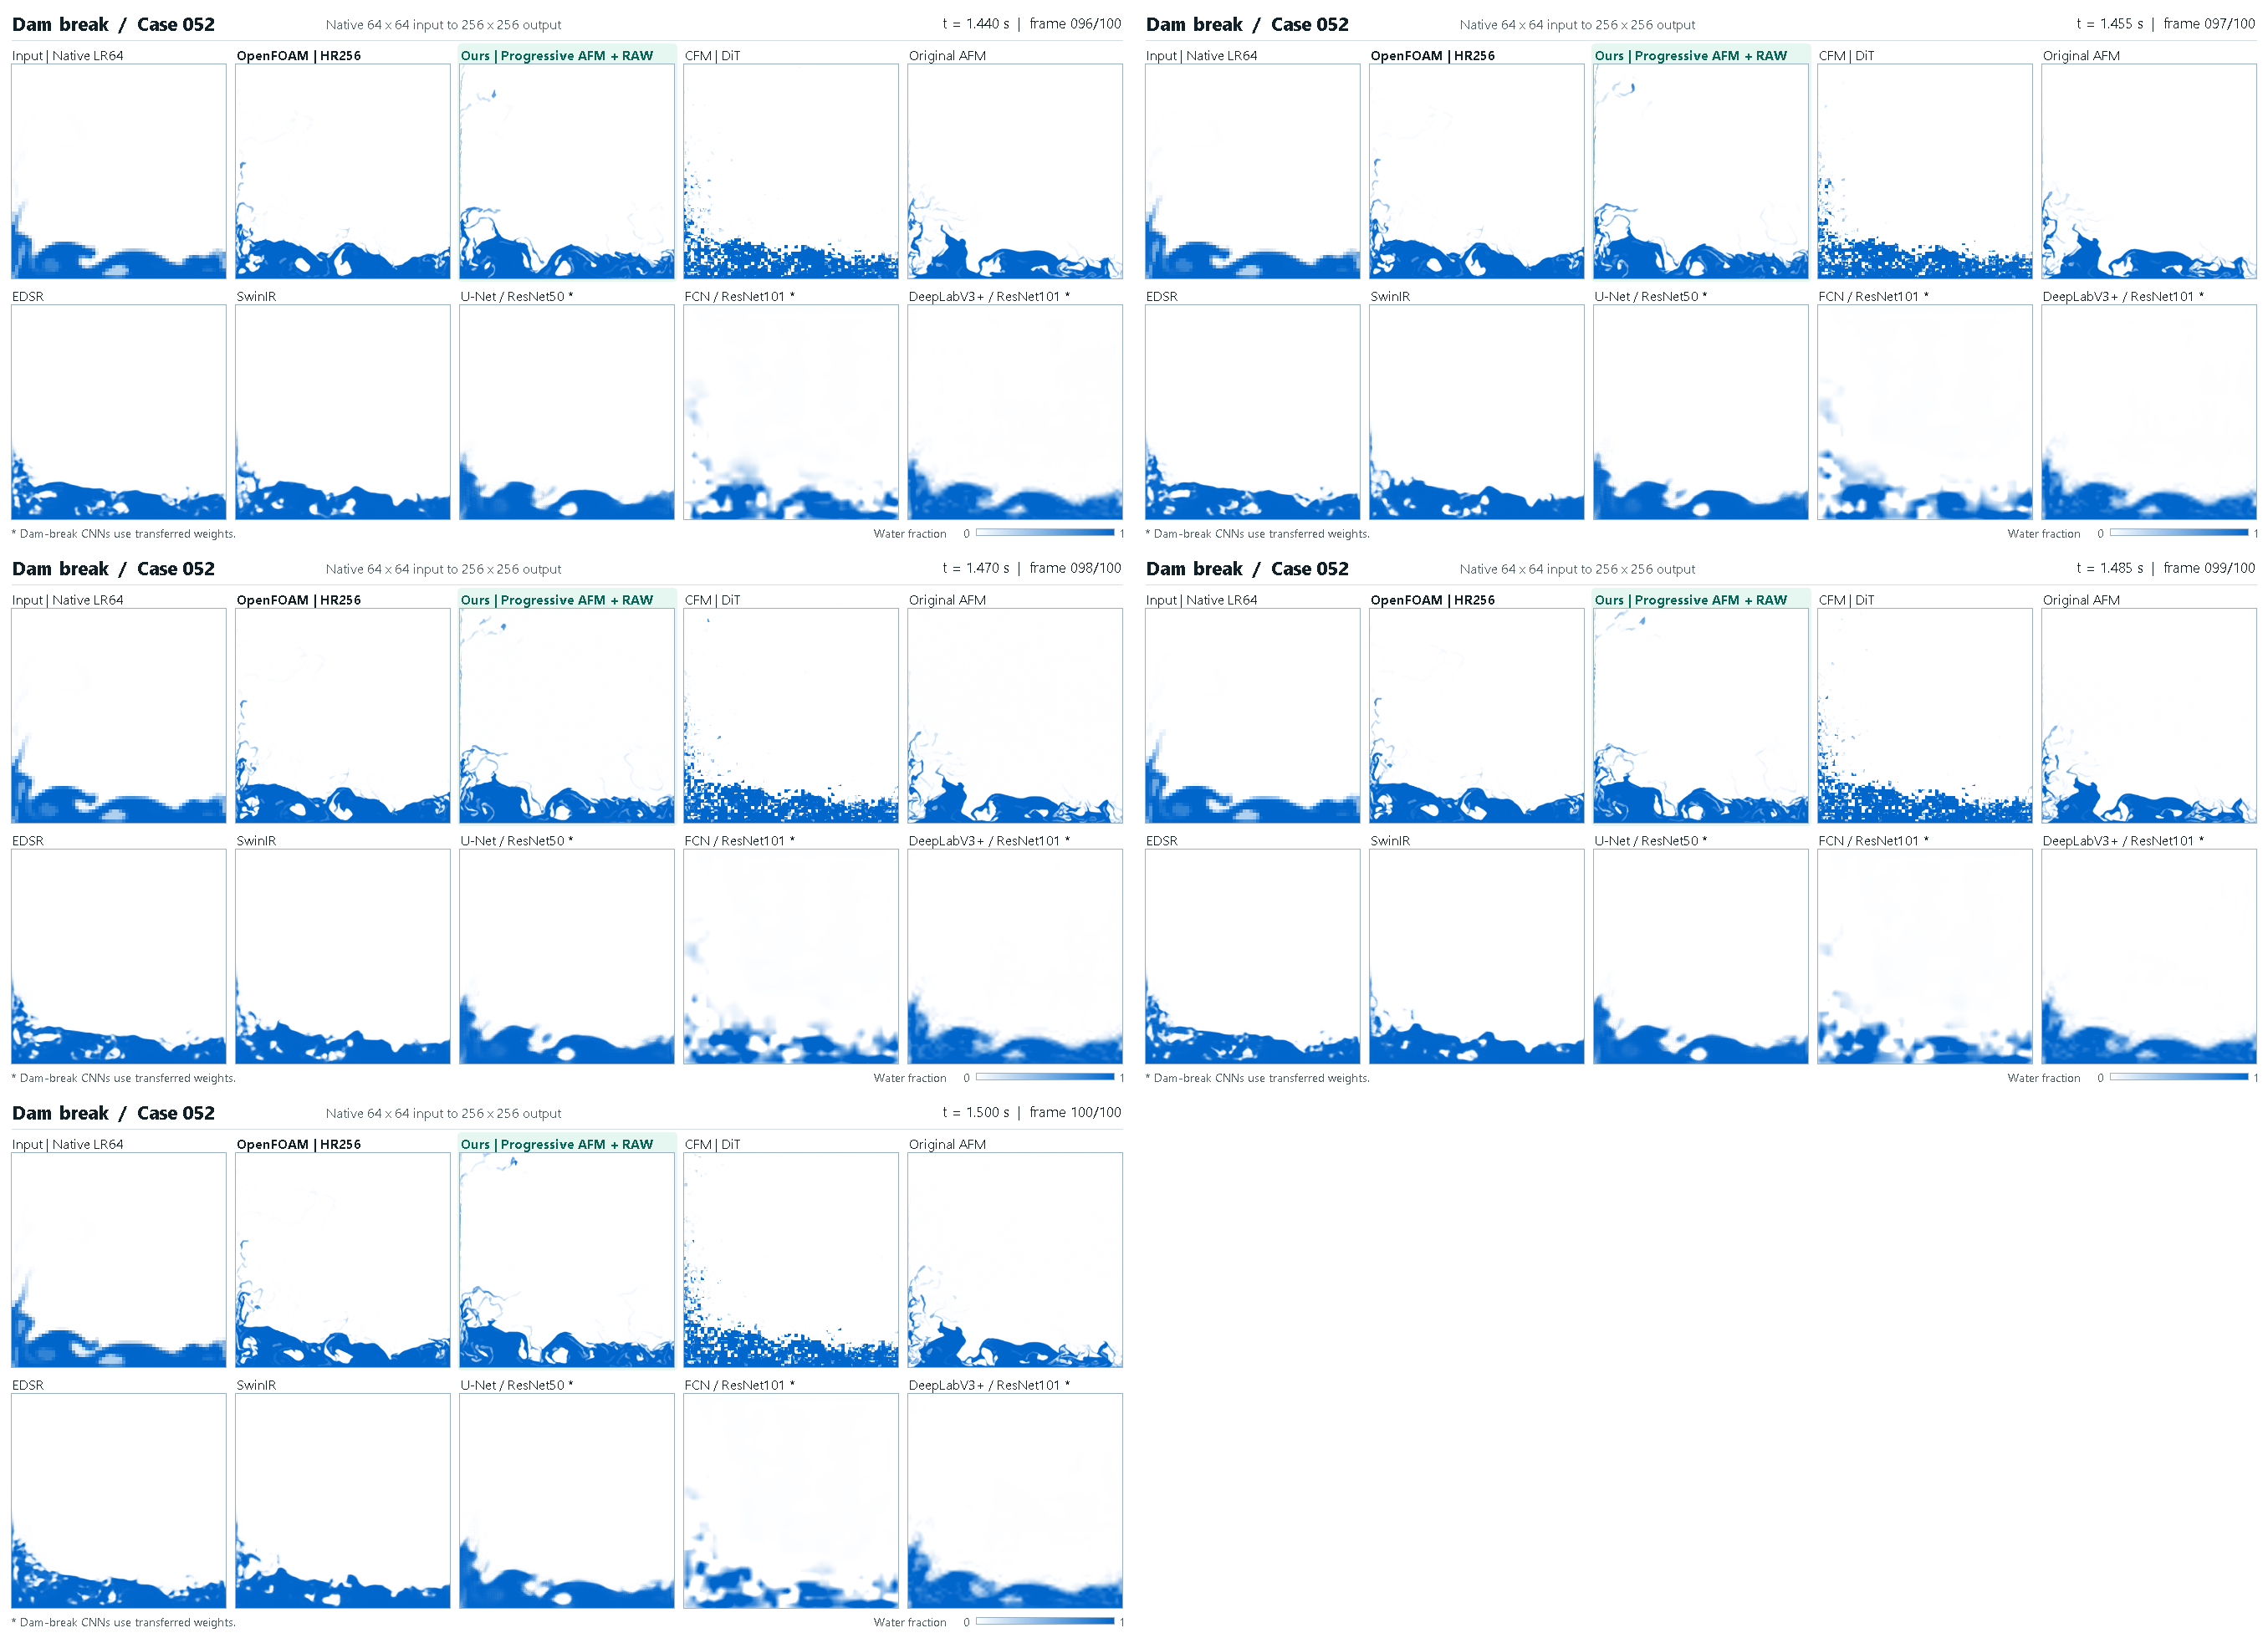 Dam break / Case 052 Native 64 x 64 input to 256 x 256 output t = 1.440 s | frame 096/100
Input | Native LR64 OpenFOAM | HR256 Ours | Progressive AFM + RAW CFM | DiT Original AFM
EDSR SwinIR U-Net / ResNet50 * FCN / ResNet101 * DeepLabV3+ / ResNet101 *
* Dam-break CNNs use transferred weights. Water fraction 0 1
Dam break / Case 052 Native 64 x 64 input to 256 x 256 output t = 1.455 s | frame 097/100
Input | Native LR64 OpenFOAM | HR256 Ours | Progressive AFM + RAW CFM | DiT Original AFM
EDSR SwinIR U-Net / ResNet50 * FCN / ResNet101 * DeepLabV3+ / ResNet101 *
* Dam-break CNNs use transferred weights. Water fraction 0 1
Dam break / Case 052 Native 64 x 64 input to 256 x 256 output t = 1.470 s | frame 098/100
Input | Native LR64 OpenFOAM | HR256 Ours | Progressive AFM + RAW CFM | DiT Original AFM
EDSR SwinIR U-Net / ResNet50 * FCN / ResNet101 * DeepLabV3+ / ResNet101 *
* Dam-break CNNs use transferred weights. Water fraction 0 1
Dam break / Case 052 Native 64 x 64 input to 256 x 256 output t = 1.485 s | frame 099/100
Input | Native LR64 OpenFOAM | HR256 Ours | Progressive AFM + RAW CFM | DiT Original AFM
EDSR SwinIR U-Net / ResNet50 * FCN / ResNet101 * DeepLabV3+ / ResNet101 *
* Dam-break CNNs use transferred weights. Water fraction 0 1
Dam break / Case 052 Native 64 x 64 input to 256 x 256 output t = 1.500 s | frame 100/100
Input | Native LR64 OpenFOAM | HR256 Ours | Progressive AFM + RAW CFM | DiT Original AFM
EDSR SwinIR U-Net / ResNet50 * FCN / ResNet101 * DeepLabV3+ / ResNet101 *
* Dam-break CNNs use transferred weights. Water fraction 0 1